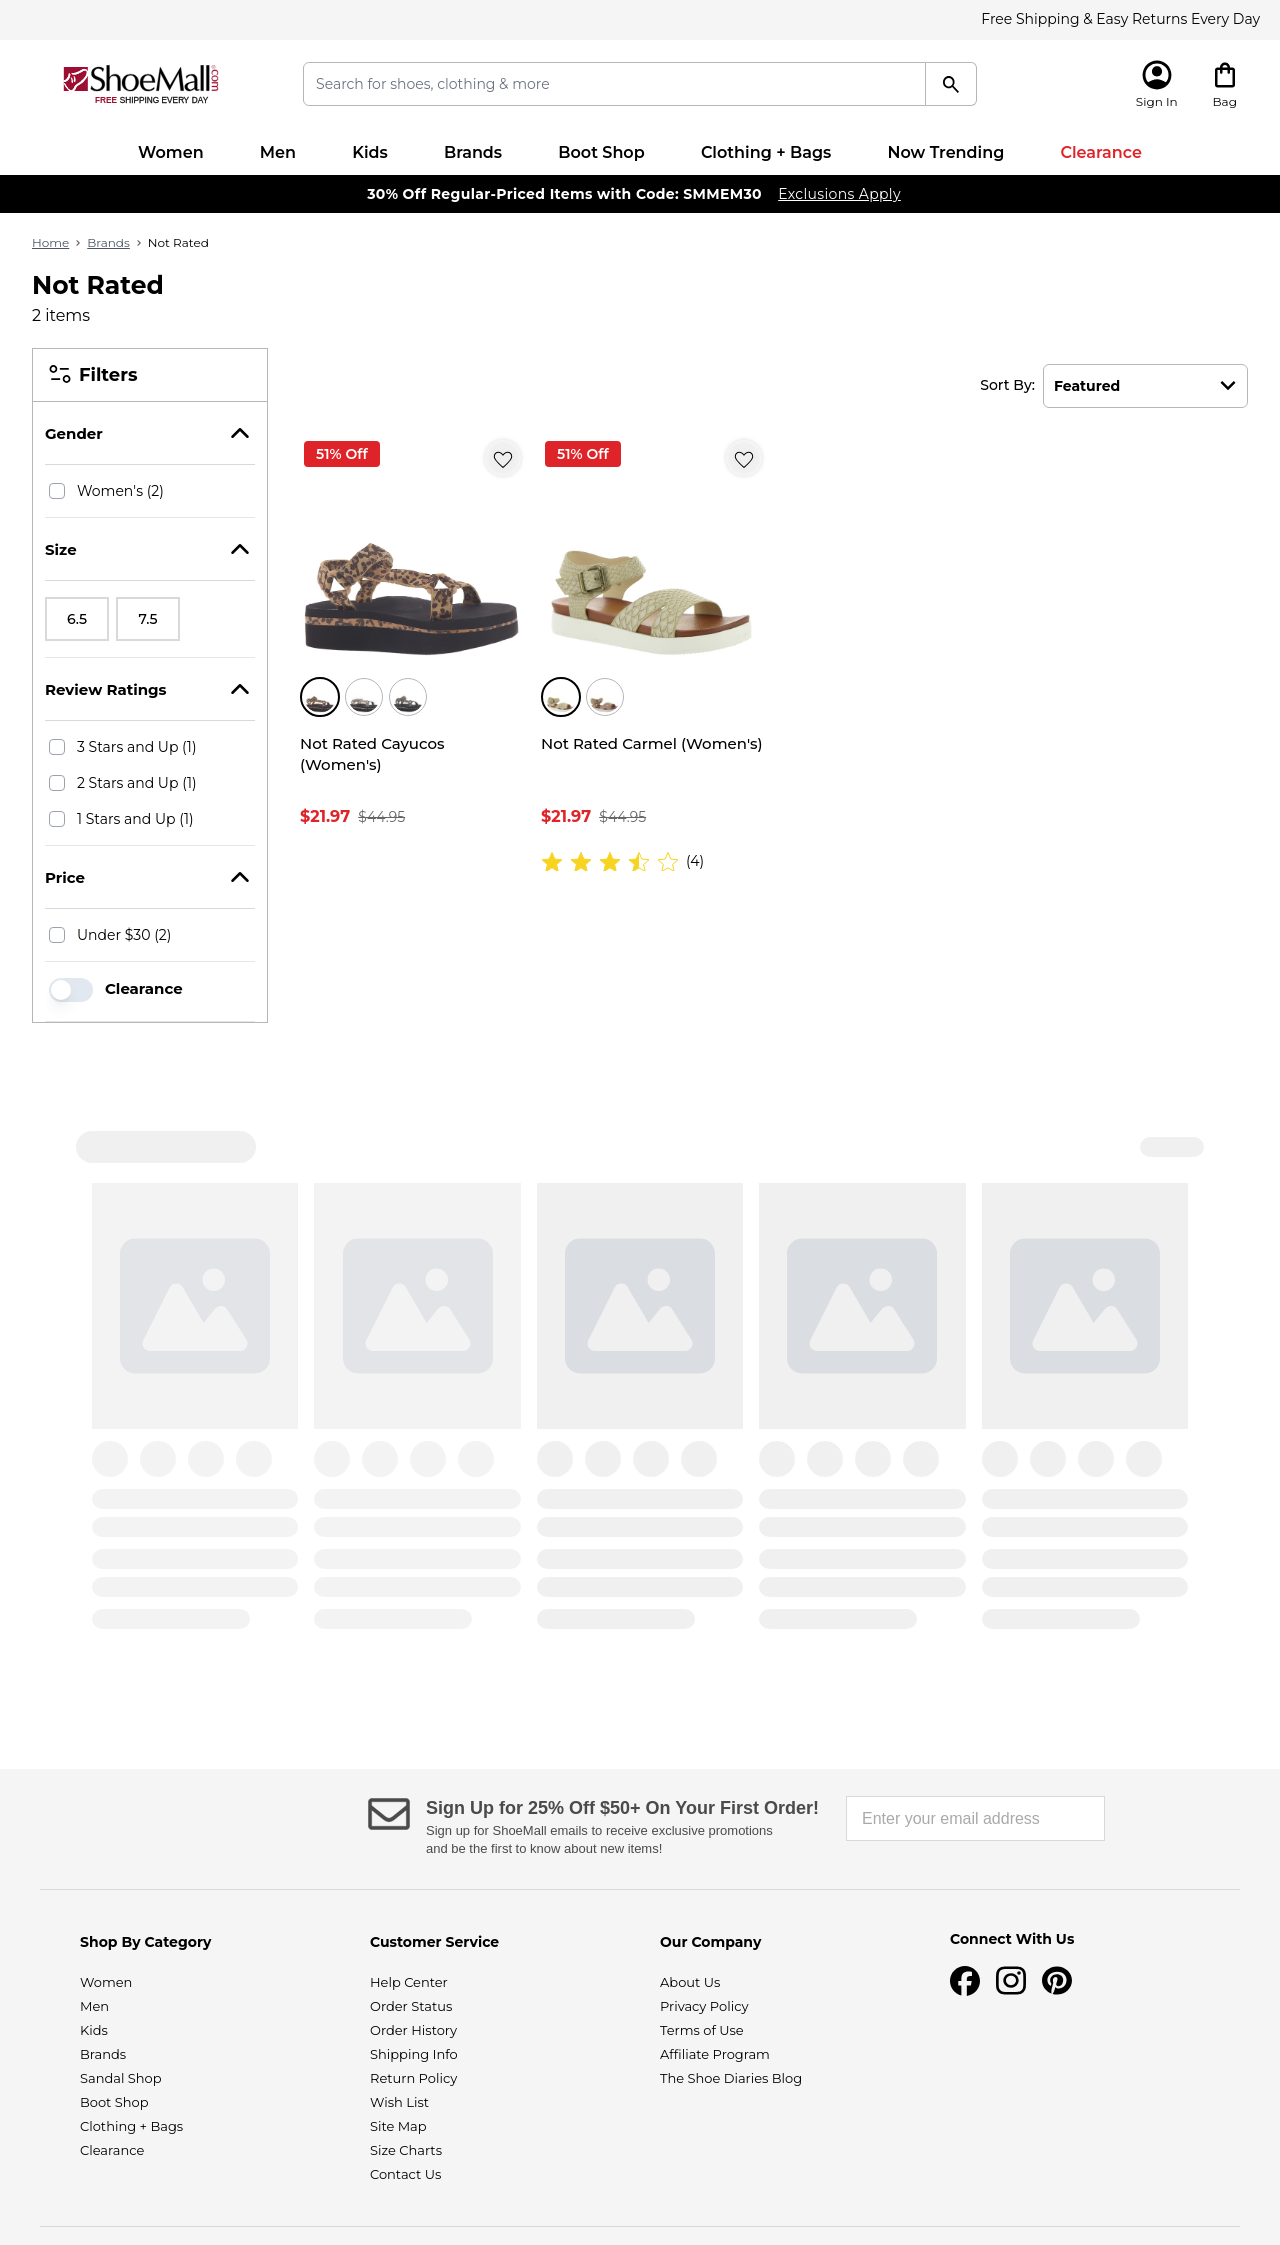 Free Shipping & Easy Returns Every Day
ShoeMall.com
FREE SHIPPING EVERY DAY
Search for shoes, clothing & more
Sign In
Bag
Women
Men
Kids
Brands
Boot Shop
Clothing + Bags
Now Trending
Clearance
30% Off Regular-Priced Items with Code: SMMEM30 Exclusions Apply
Home › Brands › Not Rated
Not Rated
2 items
Filters
Gender
Women's (2)
Size
6.5
7.5
Review Ratings
3 Stars and Up (1)
2 Stars and Up (1)
1 Stars and Up (1)
Price
Under $30 (2)
Clearance
Sort By:
Featured
51% Off
Not Rated Cayucos
(Women's)
$21.97 $44.95
51% Off
Not Rated Carmel (Women's)
$21.97 $44.95
(4)
Sign Up for 25% Off $50+ On Your First Order!
Sign up for ShoeMall emails to receive exclusive promotions
and be the first to know about new items!
Enter your email address
Shop By Category
Women
Men
Kids
Brands
Sandal Shop
Boot Shop
Clothing + Bags
Clearance
Customer Service
Help Center
Order Status
Order History
Shipping Info
Return Policy
Wish List
Site Map
Size Charts
Contact Us
Our Company
About Us
Privacy Policy
Terms of Use
Affiliate Program
The Shoe Diaries Blog
Connect With Us